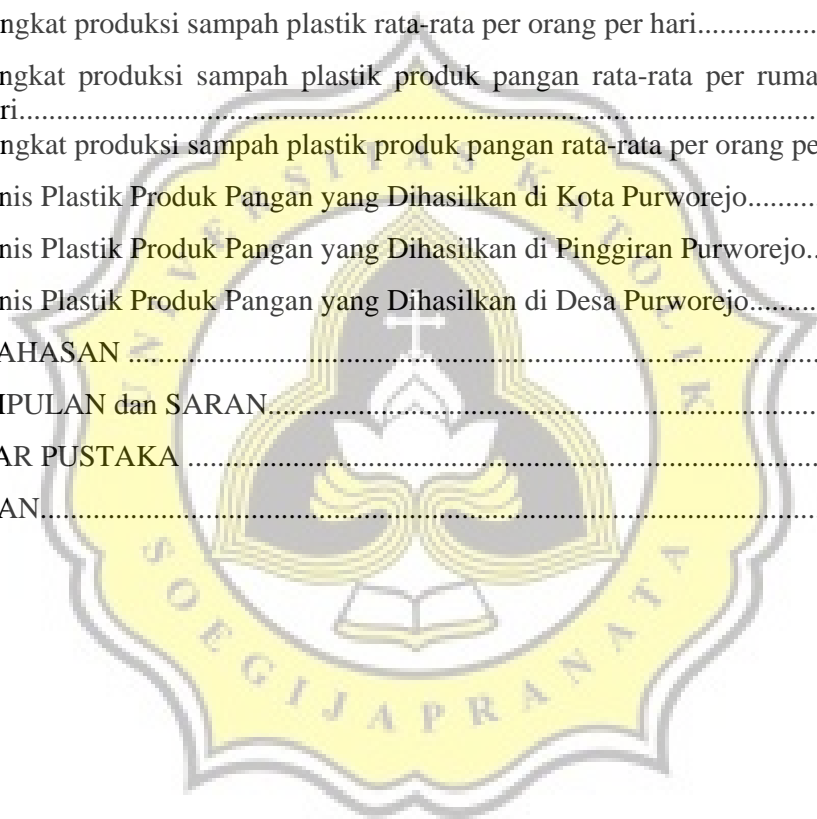 ngkat produksi sampah plastik rata-rata per orang per hari................
ngkat produksi sampah plastik produk pangan rata-rata per ruma
ri.....................................................................................................
ngkat produksi sampah plastik produk pangan rata-rata per orang pe
nis Plastik Produk Pangan yang Dihasilkan di Kota Purworejo.........
nis Plastik Produk Pangan yang Dihasilkan di Pinggiran Purworejo..
nis Plastik Produk Pangan yang Dihasilkan di Desa Purworejo.........
AHASAN ......................................................................................
IPULAN dan SARAN....................................................................
AR PUSTAKA ..............................................................................
AN.................................................................................................
UNIVERSITAS KATOLIK
SOEGIJAPRANATA